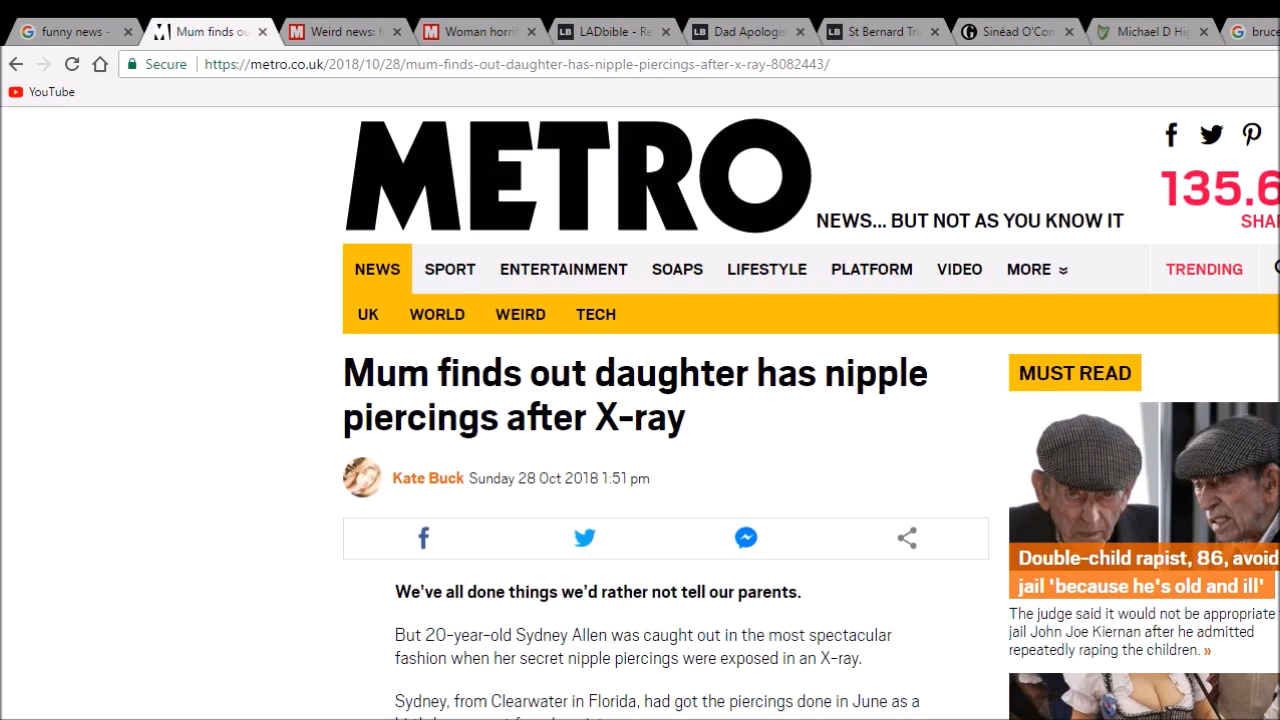 funny news -
Mum finds ou
Weird news: f
Woman horri
LADbible - Re
Dad Apologis
St Bernard Tri
Sinéad O'Con
Michael D Hig
bruce
Secure
https://metro.co.uk/2018/10/28/mum-finds-out-daughter-has-nipple-piercings-after-x-ray-8082443/
YouTube
METRO
NEWS... BUT NOT AS YOU KNOW IT
135.6
SHAR
NEWS SPORT ENTERTAINMENT SOAPS LIFESTYLE PLATFORM VIDEO MORE TRENDING
UK WORLD WEIRD TECH
Mum finds out daughter has nipple
piercings after X-ray
Kate Buck Sunday 28 Oct 2018 1:51 pm
We've all done things we'd rather not tell our parents.
But 20-year-old Sydney Allen was caught out in the most spectacular
fashion when her secret nipple piercings were exposed in an X-ray.
Sydney, from Clearwater in Florida, had got the piercings done in June as a
MUST READ
Double-child rapist, 86, avoid
jail 'because he's old and ill'
The judge said it would not be appropriate
jail John Joe Kiernan after he admitted
repeatedly raping the children. »